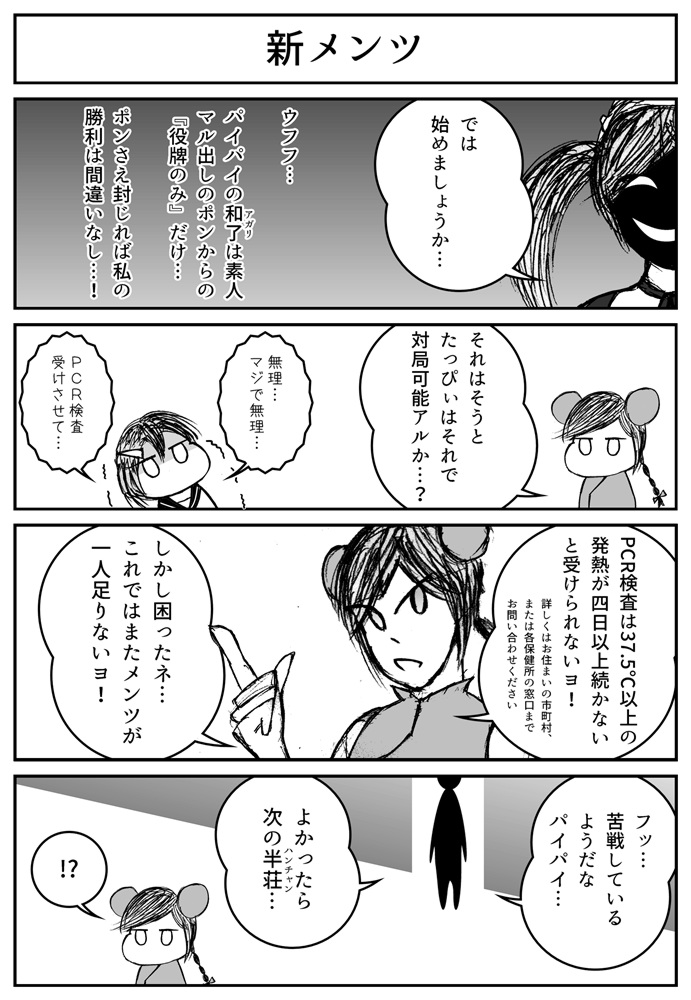 新メンツ
では
始めましょうか…
ウフフ…
パイパイの和了は素人
アガリ
マル出しのポンからの
『役牌のみ』だけ…
ポンさえ封じれば私の
勝利は間違いなし…！
それはそうと
たっぴぃはそれで
対局可能アルか…？
無理…
マジで無理…
PCR検査
受けさせて…
PCR検査は37.5℃以上の
発熱が四日以上続かない
と受けられないヨ！
詳しくはお住まいの市町村、
または各保健所の窓口まで
お問い合わせください
しかし困ったネ…
これではまたメンツが
一人足りないヨ！
フッ…
苦戦している
ようだな
パイパイ…
よかったら
次の半荘…
ハンチャン
!?